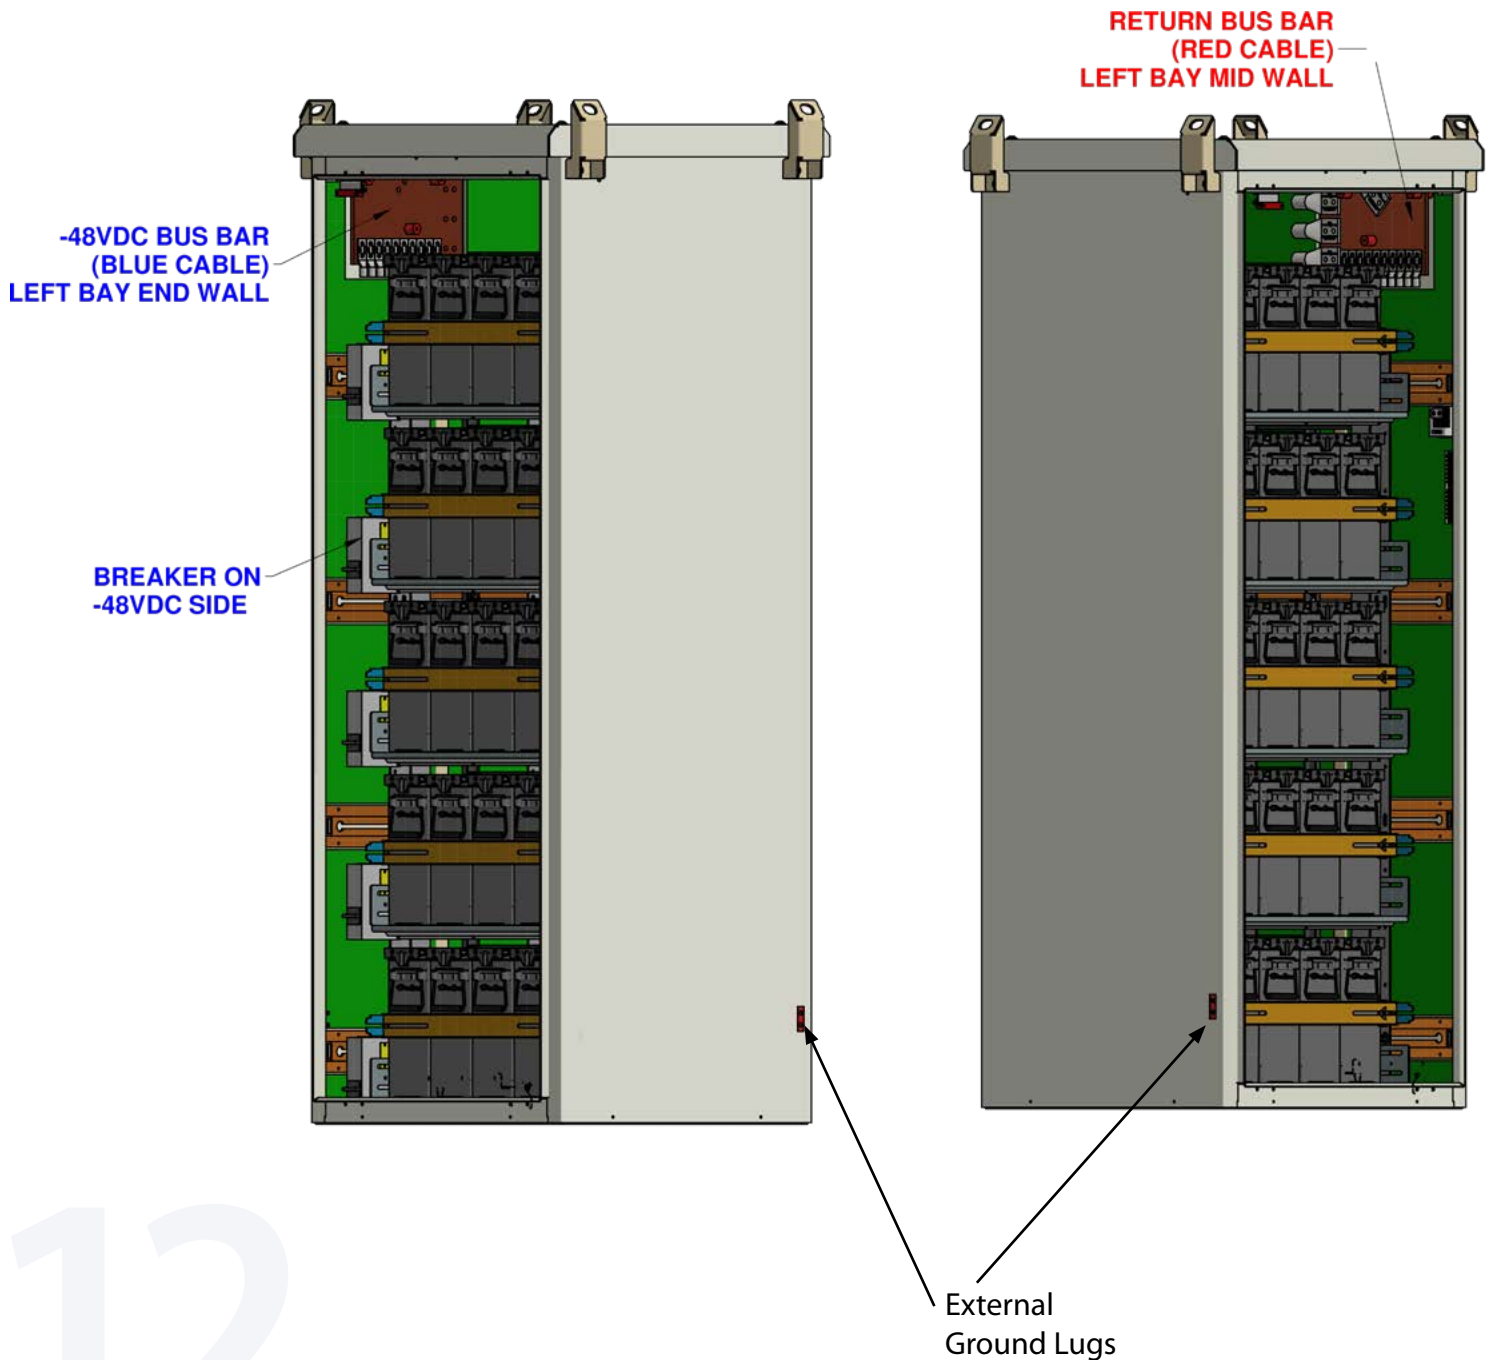 RETURN BUS BAR
(RED CABLE)
LEFT BAY MID WALL
-48VDC BUS BAR
(BLUE CABLE)
LEFT BAY END WALL
BREAKER ON
-48VDC SIDE
External
Ground Lugs
12